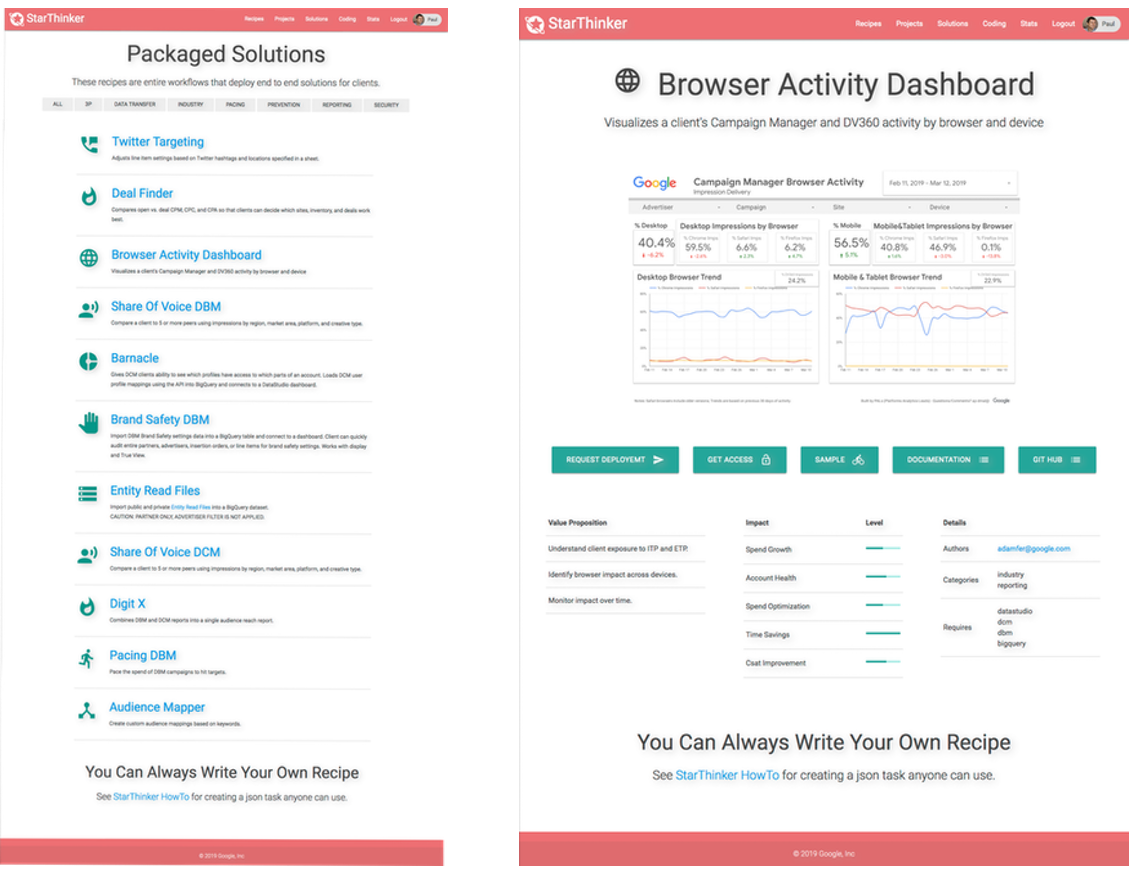 StarThinker
Recipes Projects Solutions Coding Stats Logout Paul
Packaged Solutions
These recipes are entire workflows that deploy end to end solutions for clients.
ALL 3P DATA TRANSFER INDUSTRY PACING PREVENTION REPORTING SECURITY
Twitter Targeting
Adjusts line item settings based on Twitter hashtags and locations specified in a sheet.
Deal Finder
Compares open vs. deal CPM, CPC, and CPA so that clients can decide which sites, inventory, and deals work
best.
Browser Activity Dashboard
Visualizes a client's Campaign Manager and DV360 activity by browser and device
Share Of Voice DBM
Compare a client to 5 or more peers using impressions by region, market area, platform, and creative type.
Barnacle
Gives DCM clients ability to see which profiles have access to which parts of an account. Loads DCM user
profile mappings using the API into BigQuery and connects to a DataStudio dashboard.
Brand Safety DBM
Import DBM Brand Safety settings data into a BigQuery table and connect to a dashboard. Client can quickly
audit entire partners, advertisers, insertion orders, or line items for brand safety settings. Works with display
and True View.
Entity Read Files
Import public and private Entity Read Files into a BigQuery dataset.
CAUTION: PARTNER ONLY, ADVERTISER FILTER IS NOT APPLIED.
Share Of Voice DCM
Compare a client to 5 or more peers using impressions by region, market area, platform, and creative type.
Digit X
Combines DBM and DCM reports into a single audience reach report.
Pacing DBM
Pace the spend of DBM campaigns to hit targets.
Audience Mapper
Create custom audience mappings based on keywords.
You Can Always Write Your Own Recipe
See StarThinker HowTo for creating a json task anyone can use.
© 2019 Google, Inc
StarThinker
Recipes Projects Solutions Coding Stats Logout Paul
Browser Activity Dashboard
Visualizes a client's Campaign Manager and DV360 activity by browser and device
Google Campaign Manager Browser Activity Feb 11, 2019 - Mar 12, 2019
Impression Delivery
Advertiser Campaign Site Device
% Desktop Desktop Impressions by Browser % Mobile Mobile&Tablet Impressions by Browser
% Chrome Imps % Safari Imps % Firefox Imps % Chrome Imps % Safari Imps % Firefox Imps
40.4% 59.5% 6.6% 6.2% 56.5% 40.8% 46.9% 0.1%
Desktop Browser Trend 24.2% Mobile & Tablet Browser Trend 22.9%
Google
REQUEST DEPLOYEMT GET ACCESS SAMPLE DOCUMENTATION GIT HUB
Value Proposition Impact Level Details
Understand client exposure to ITP and ETP.
Identify browser impact across devices.
Monitor impact over time.
Spend Growth
Account Health
Spend Optimization
Time Savings
Csat Improvement
Authors adamfer@google.com
Categories industry
reporting
Requires datastudio
dcm
dbm
bigquery
You Can Always Write Your Own Recipe
See StarThinker HowTo for creating a json task anyone can use.
© 2019 Google, Inc